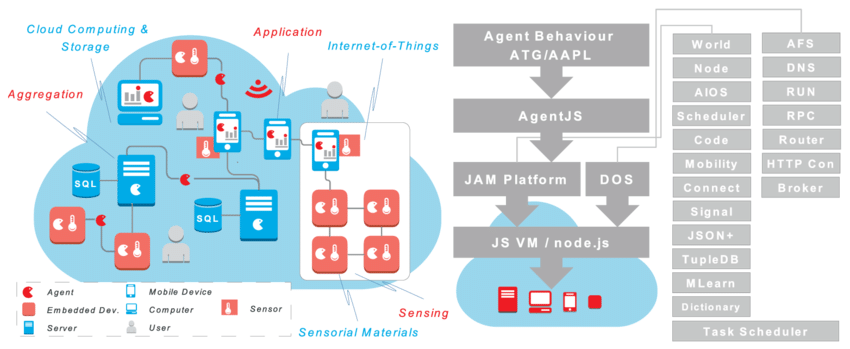 Cloud Computing &
Storage
Application
Internet-of-Things
Aggregation
SQL
SQL
Agent
Embedded Dev.
Server
Mobile Device
Computer
User
Sensor
Sensing
Sensorial Materials
Agent Behaviour
ATG/AAPL
AgentJS
JAM Platform
DOS
JS VM / node.js
World
Node
AIOS
Scheduler
Code
Mobility
Connect
Signal
JSON+
TupleDB
MLearn
Dictionary
AFS
DNS
RUN
RPC
Router
HTTP Con
Broker
Task Scheduler